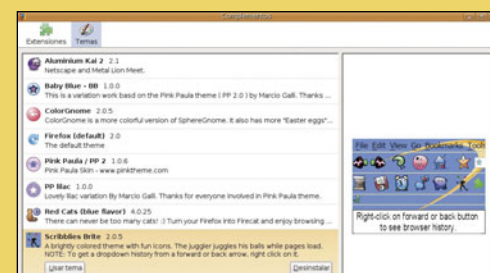 Complementos
Extensiones Temas
Aluminium Kai 2 2.1
Netscape and Metal Lion Meet.
Baby Blue - BB 1.0.0
This is a variation work basd on the Pink Paula theme ( PP 2.0 ) by Marcio Galli. Thanks ...
ColorGnome 2.0.5
ColorGnome is a more colorful version of SphereGnome. It also has more "Easter eggs"...
Firefox (default) 2.0
The default theme
Pink Paula / PP 2 1.0.6
Pink Paula Skin - www.pinktheme.com
PP lilac 1.0.0
Lovely lilac variation By Marcio Galli. Thanks for everyone involved in Pink Paula theme.
Red Cats (blue flavor) 4.0.25
There can never be too many cats! :) Turn your Firefox into Firecat and enjoy browsing ...
Scribblies Brite 2.0.5
A brightly colored theme with fun icons. The juggler juggles his balls while pages load.
NOTE: To get a dropdown history from a forward or back arrow, right click on it.
Usar tema Desinstalar
File Edit View Go Bookmarks Tools
Right-click on forward or back button
to see browser history.